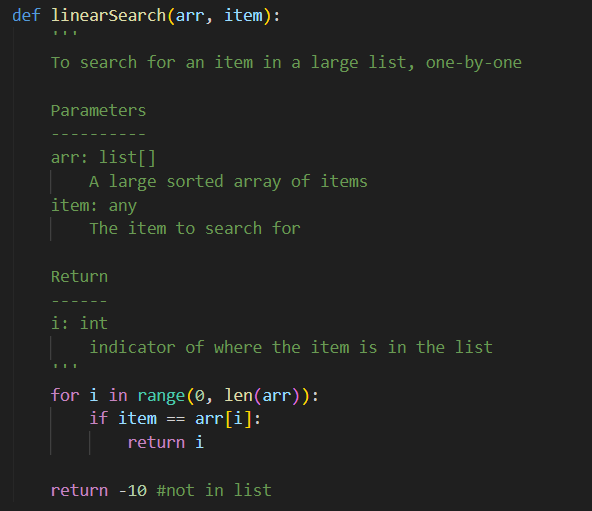 def linearSearch(arr, item):
    '''
    To search for an item in a large list, one-by-one

    Parameters
    ----------
    arr: list[]
        A large sorted array of items
    item: any
        The item to search for

    Return
    ------
    i: int
        indicator of where the item is in the list
    '''
    for i in range(0, len(arr)):
        if item == arr[i]:
            return i

    return -10 #not in list